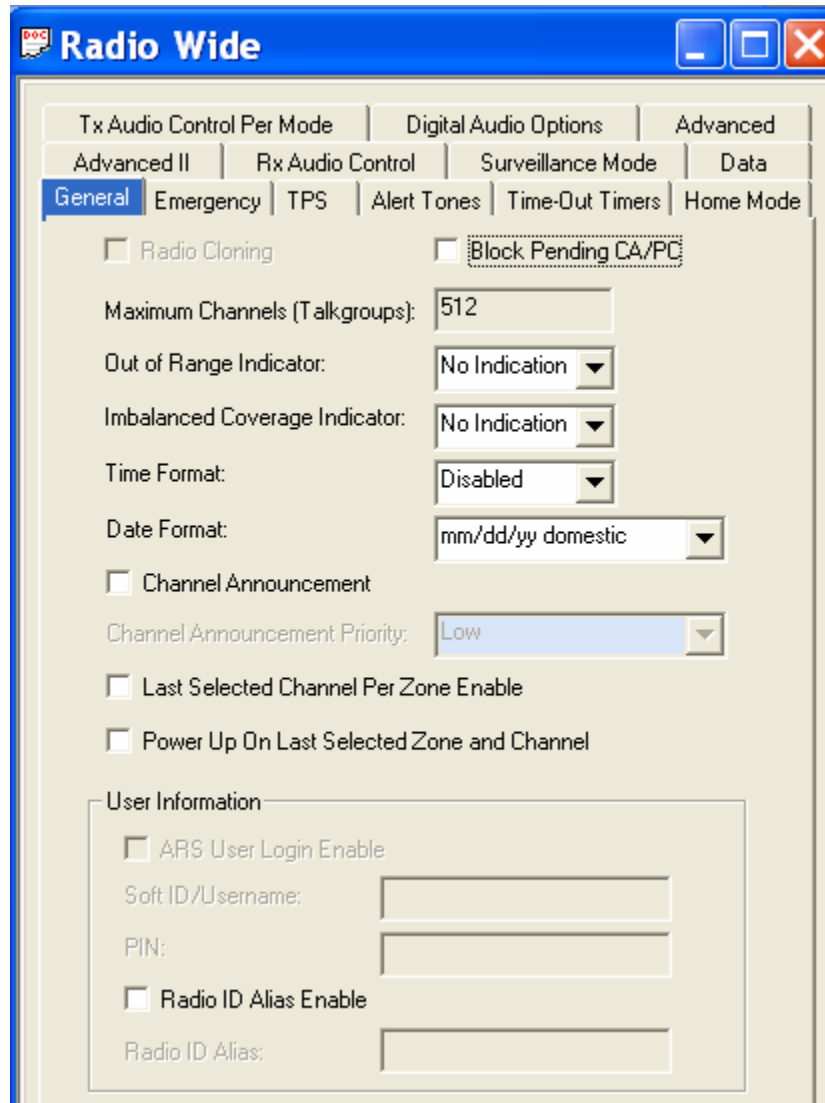 DOC
Radio Wide
Tx Audio Control Per Mode Digital Audio Options Advanced
Advanced II Rx Audio Control Surveillance Mode Data
General Emergency TPS Alert Tones Time-Out Timers Home Mode
Radio Cloning Block Pending CA/PC
Maximum Channels (Talkgroups): 512
Out of Range Indicator: No Indication
Imbalanced Coverage Indicator: No Indication
Time Format: Disabled
Date Format: mm/dd/yy domestic
Channel Announcement
Channel Announcement Priority: Low
Last Selected Channel Per Zone Enable
Power Up On Last Selected Zone and Channel
User Information
ARS User Login Enable
Soft ID/Username:
PIN:
Radio ID Alias Enable
Radio ID Alias: